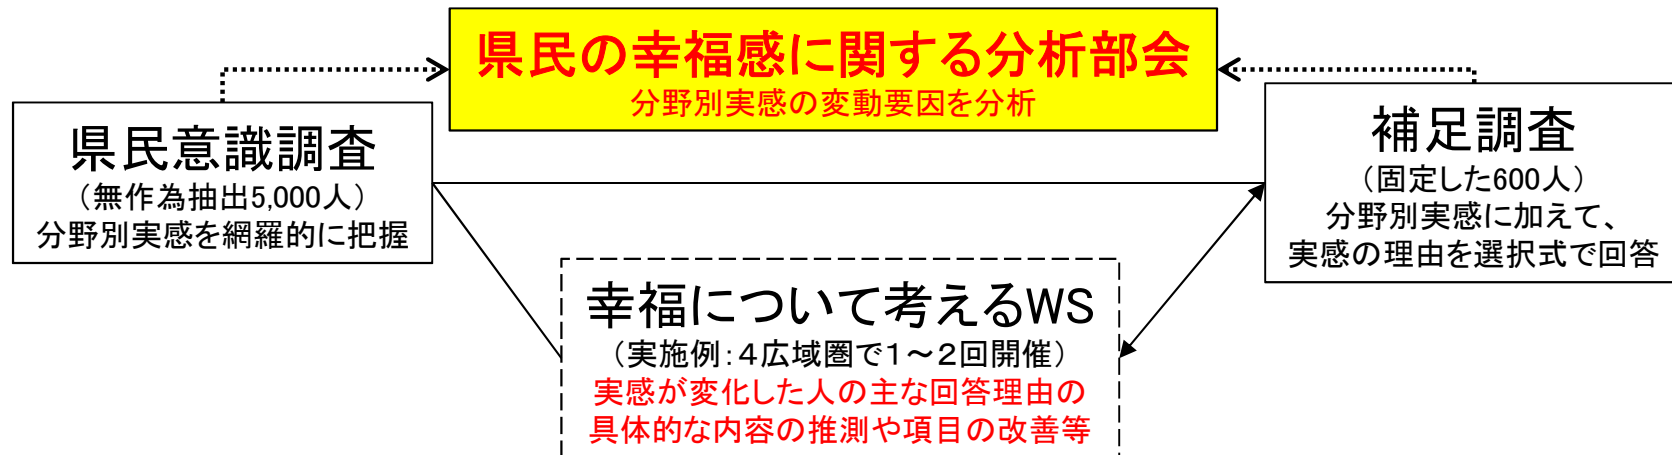 県民の幸福感に関する分析部会
分野別実感の変動要因を分析
県民意識調査
（無作為抽出5,000人）
分野別実感を網羅的に把握
補足調査
（固定した600人）
分野別実感に加えて、
実感の理由を選択式で回答
幸福について考えるWS
（実施例：４広域圏で１～２回開催）
実感が変化した人の主な回答理由の
具体的な内容の推測や項目の改善等